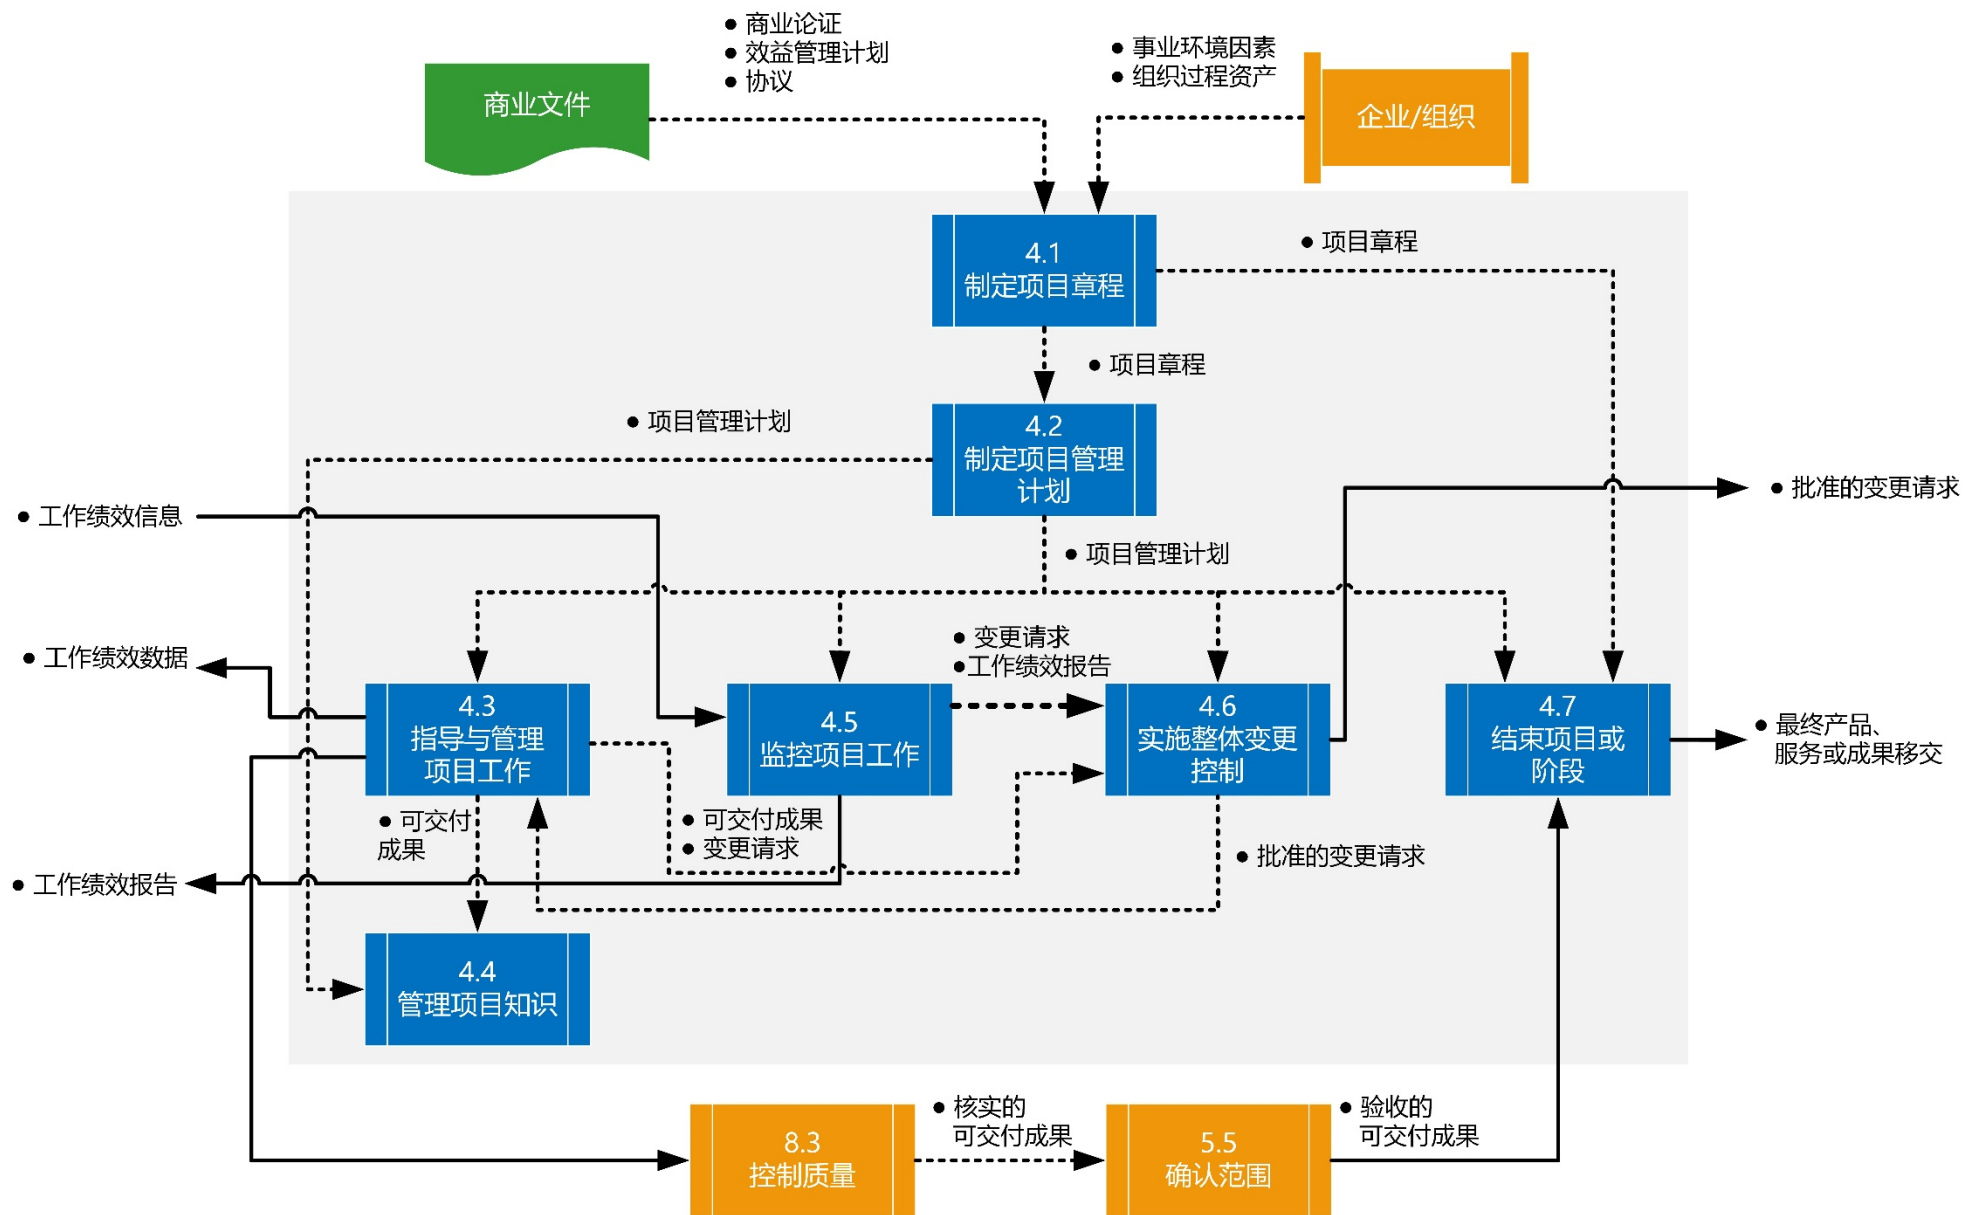 ● 商业论证
● 效益管理计划
● 协议
● 事业环境因素
● 组织过程资产
商业文件
企业/组织
4.1
制定项目章程
● 项目章程
● 项目章程
● 项目管理计划
4.2
制定项目管理
计划
● 批准的变更请求
● 工作绩效信息
● 项目管理计划
● 变更请求
● 工作绩效报告
● 工作绩效数据
4.3
指导与管理
项目工作
4.5
监控项目工作
4.6
实施整体变更
控制
4.7
结束项目或
阶段
● 最终产品、
服务或成果移交
● 可交付
成果
● 可交付成果
● 变更请求
● 批准的变更请求
● 工作绩效报告
4.4
管理项目知识
8.3
控制质量
● 核实的
可交付成果
5.5
确认范围
● 验收的
可交付成果